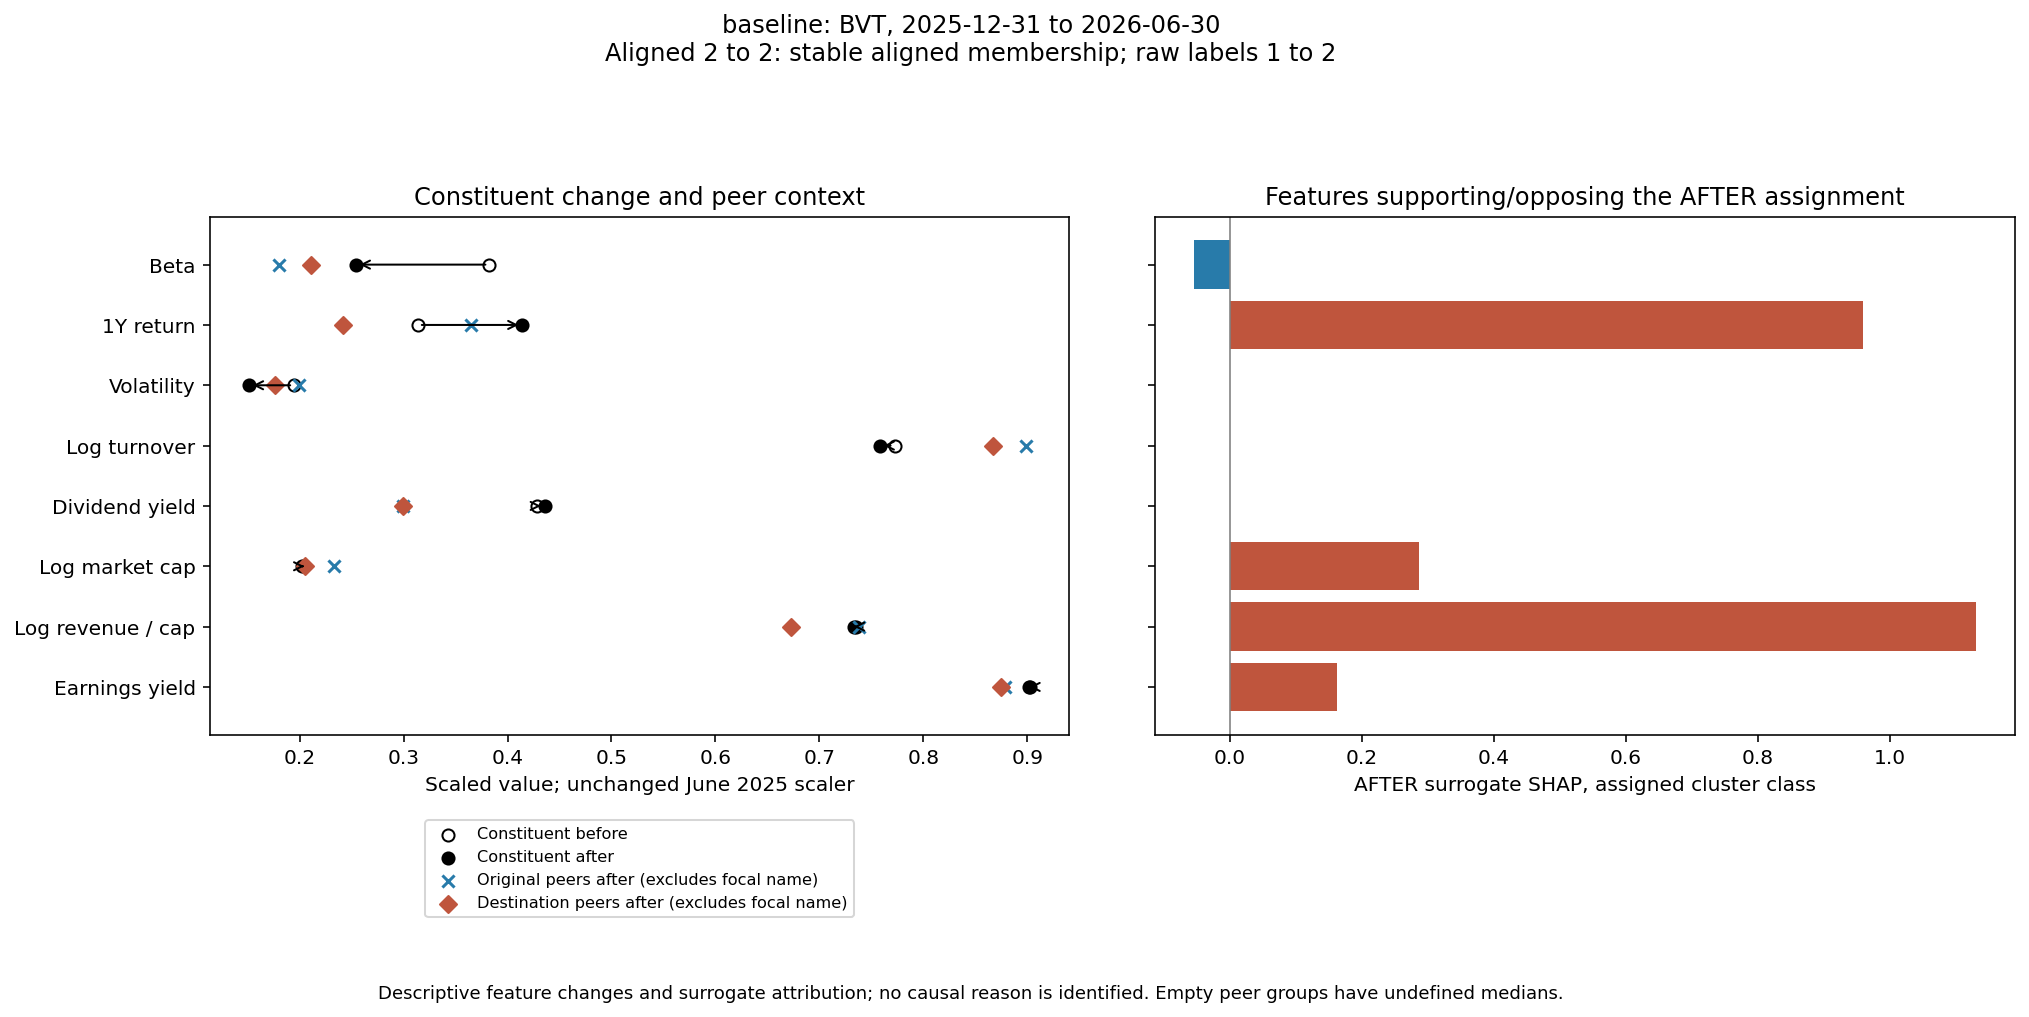 baseline: BVT, 2025-12-31 to 2026-06-30
Aligned 2 to 2: stable aligned membership; raw labels 1 to 2
Constituent change and peer context
Beta
1Y return
Volatility
Log turnover
Dividend yield
Log market cap
Log revenue / cap
Earnings yield
0.2 0.3 0.4 0.5 0.6 0.7 0.8 0.9
Scaled value; unchanged June 2025 scaler
Constituent before
Constituent after
Original peers after (excludes focal name)
Destination peers after (excludes focal name)
Features supporting/opposing the AFTER assignment
0.0 0.2 0.4 0.6 0.8 1.0
AFTER surrogate SHAP, assigned cluster class
Descriptive feature changes and surrogate attribution; no causal reason is identified. Empty peer groups have undefined medians.